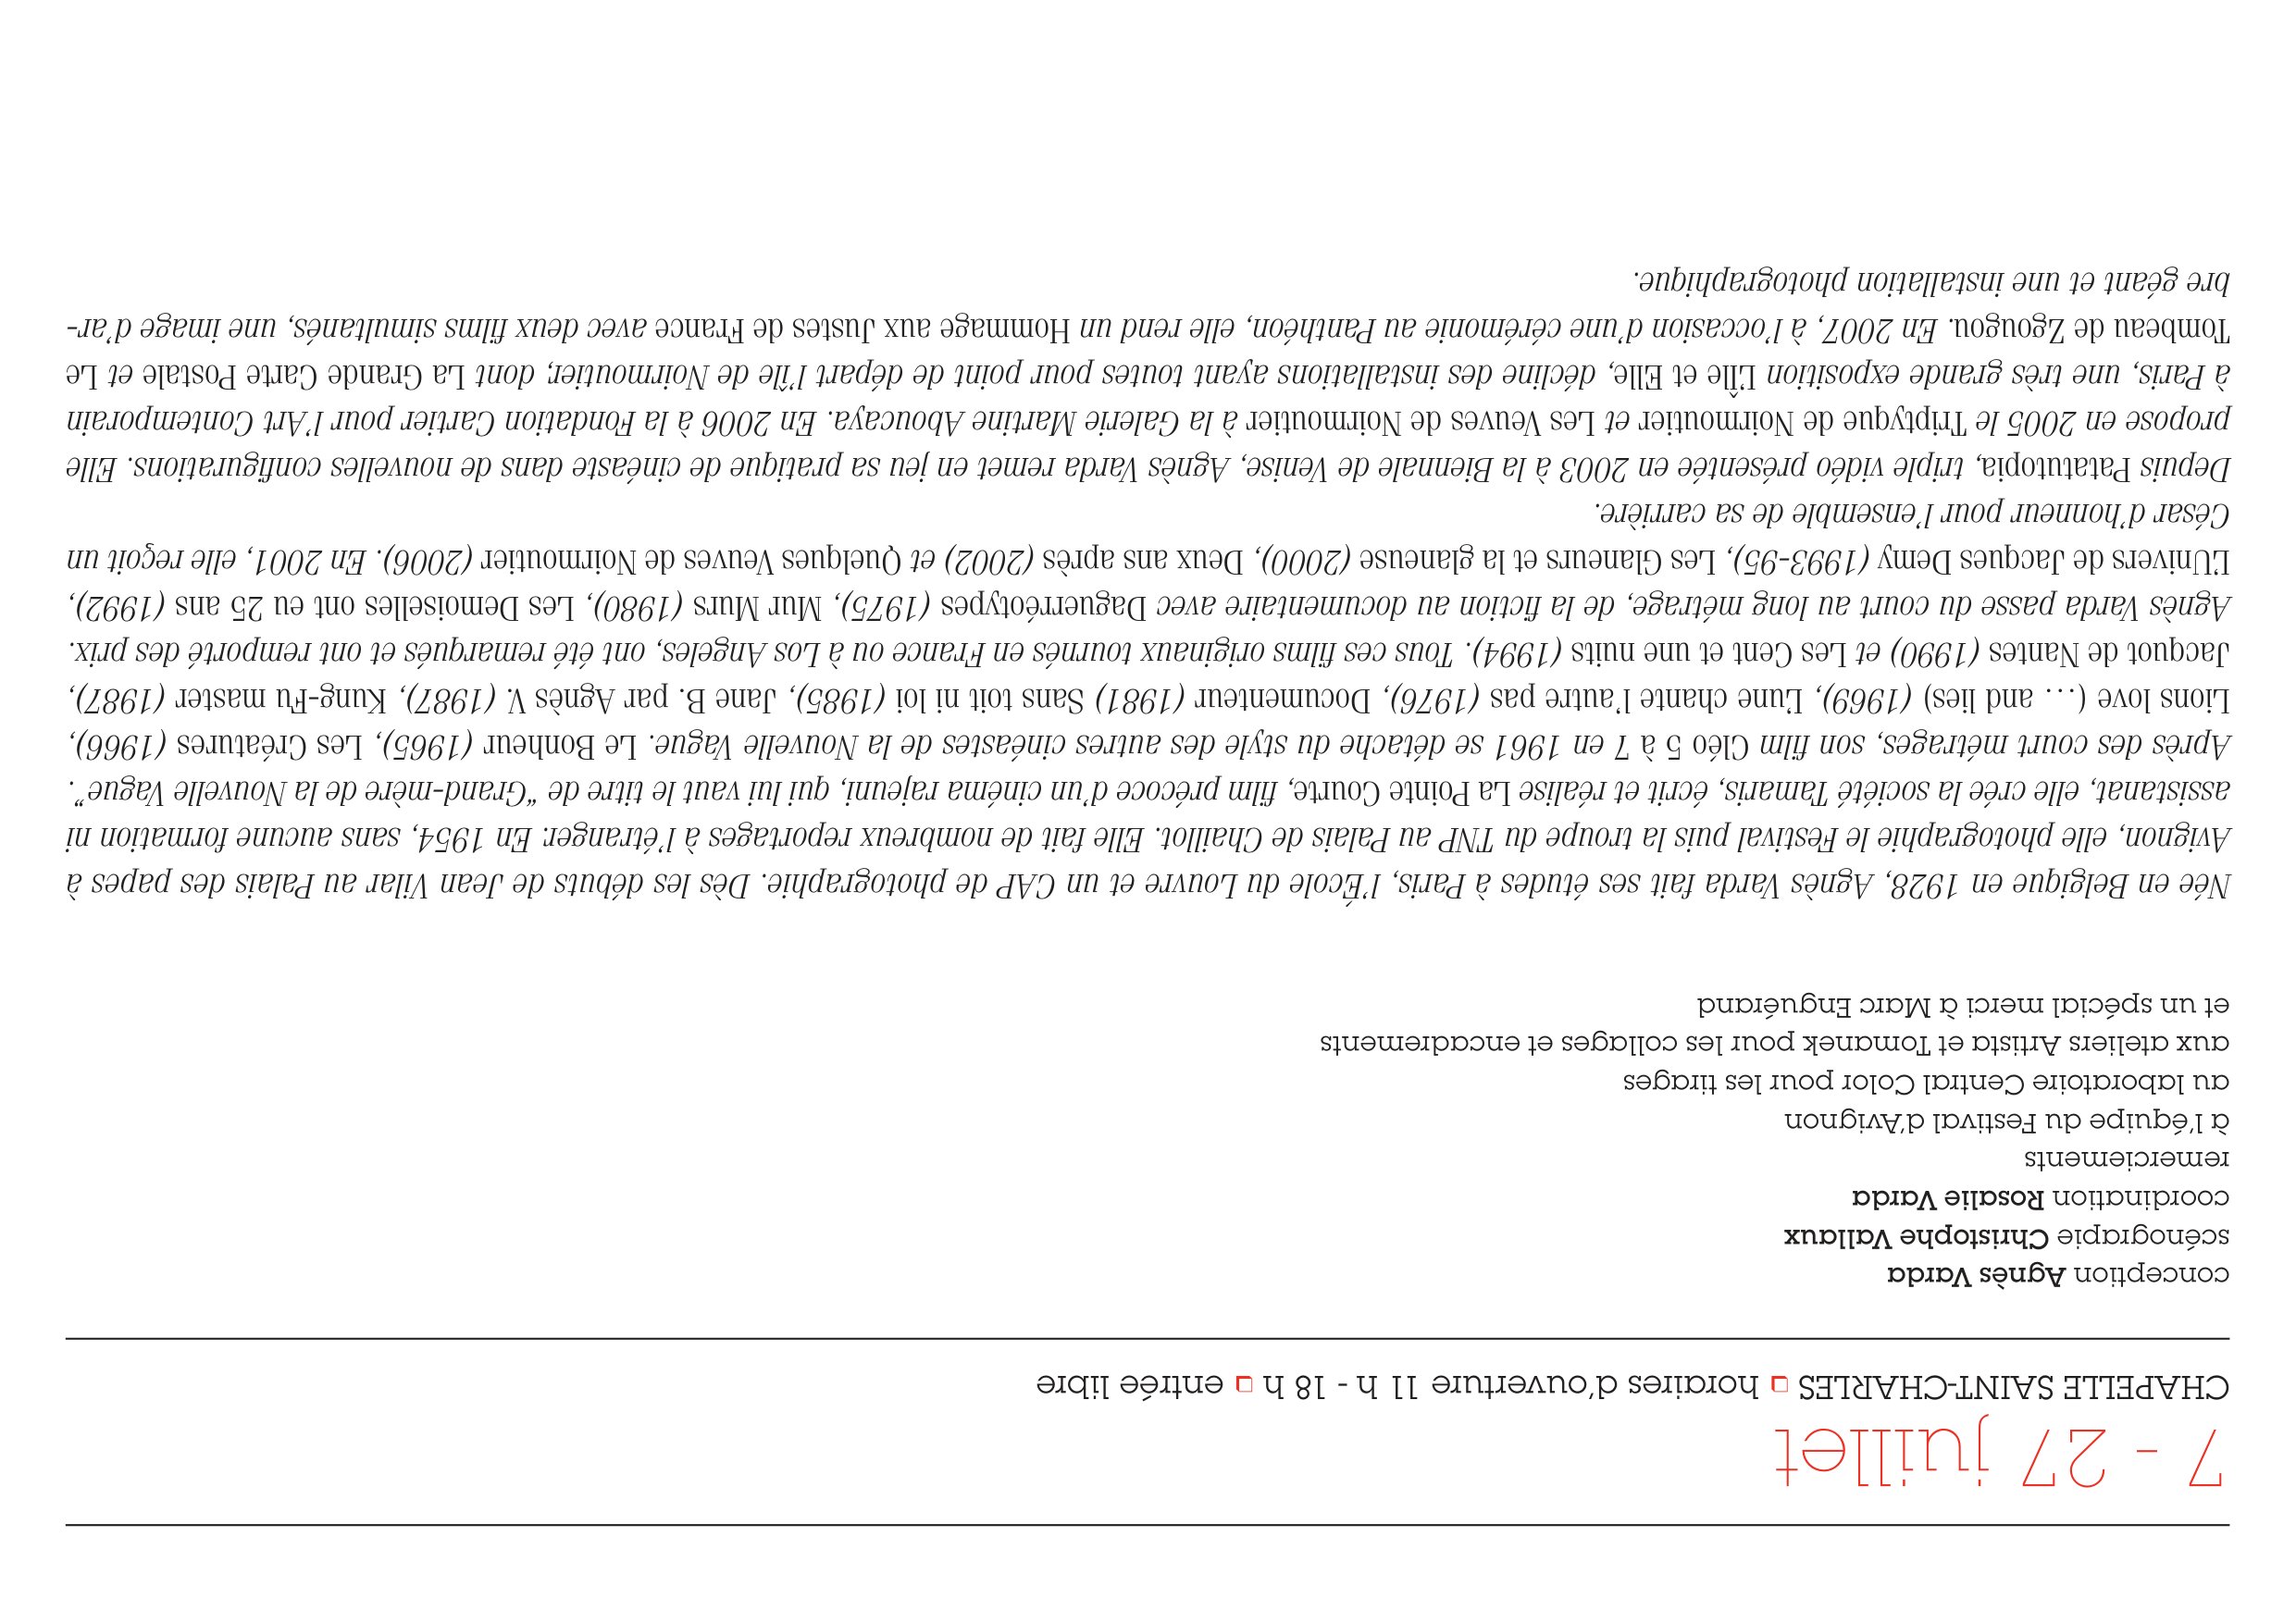 7 - 27 juillet
CHAPELLE SAINT-CHARLES ❏ horaires d'ouverture 11 h - 18 h ❏ entrée libre
conception Agnès Varda
scénograpie Christophe Vallaux
coordination Rosalie Varda
remerciements
à l'équipe du Festival d'Avignon
au laboratoire Central Color pour les tirages
aux ateliers Artista et Tomanek pour les collages et encadrements
et un spécial merci à Marc Enguérand
Née en Belgique en 1928, Agnès Varda fait ses études à Paris, l'École du Louvre et un CAP de photographie. Dès les débuts de Jean Vilar au Palais des papes à
Avignon, elle photographie le Festival puis la troupe du TNP au Palais de Chaillot. Elle fait de nombreux reportages à l'étranger. En 1954, sans aucune formation ni
assistanat, elle crée la société Tamaris, écrit et réalise La Pointe Courte, film précoce d'un cinéma rajeuni, qui lui vaut le titre de “Grand-mère de la Nouvelle Vague”.
Après des court métrages, son film Cléo 5 à 7 en 1961 se détache du style des autres cinéastes de la Nouvelle Vague. Le Bonheur (1965), Les Créatures (1966),
Lions love (… and lies) (1969), L'une chante l'autre pas (1976), Documenteur (1981) Sans toit ni loi (1985), Jane B. par Agnès V. (1987), Kung-Fu master (1987),
Jacquot de Nantes (1990) et Les Cent et une nuits (1994). Tous ces films originaux tournés en France ou à Los Angeles, ont été remarqués et ont remporté des prix.
Agnès Varda passe du court au long métrage, de la fiction au documentaire avec Daguerréotypes (1975), Mur Murs (1980), Les Demoiselles ont eu 25 ans (1992),
L'Univers de Jacques Demy (1993-95), Les Glaneurs et la glaneuse (2000), Deux ans après (2002) et Quelques Veuves de Noirmoutier (2006). En 2001, elle reçoit un
César d'honneur pour l'ensemble de sa carrière.
Depuis Patatutopia, triple vidéo présentée en 2003 à la Biennale de Venise, Agnès Varda remet en jeu sa pratique de cinéaste dans de nouvelles configurations. Elle
propose en 2005 le Triptyque de Noirmoutier et Les Veuves de Noirmoutier à la Galerie Martine Aboucaya. En 2006 à la Fondation Cartier pour l'Art Contemporain
à Paris, une très grande exposition L'Île et Elle, décline des installations ayant toutes pour point de départ l'île de Noirmoutier, dont La Grande Carte Postale et Le
Tombeau de Zgougou. En 2007, à l'occasion d'une cérémonie au Panthéon, elle rend un Hommage aux Justes de France avec deux films simultanés, une image d'ar-
bre géant et une installation photographique.